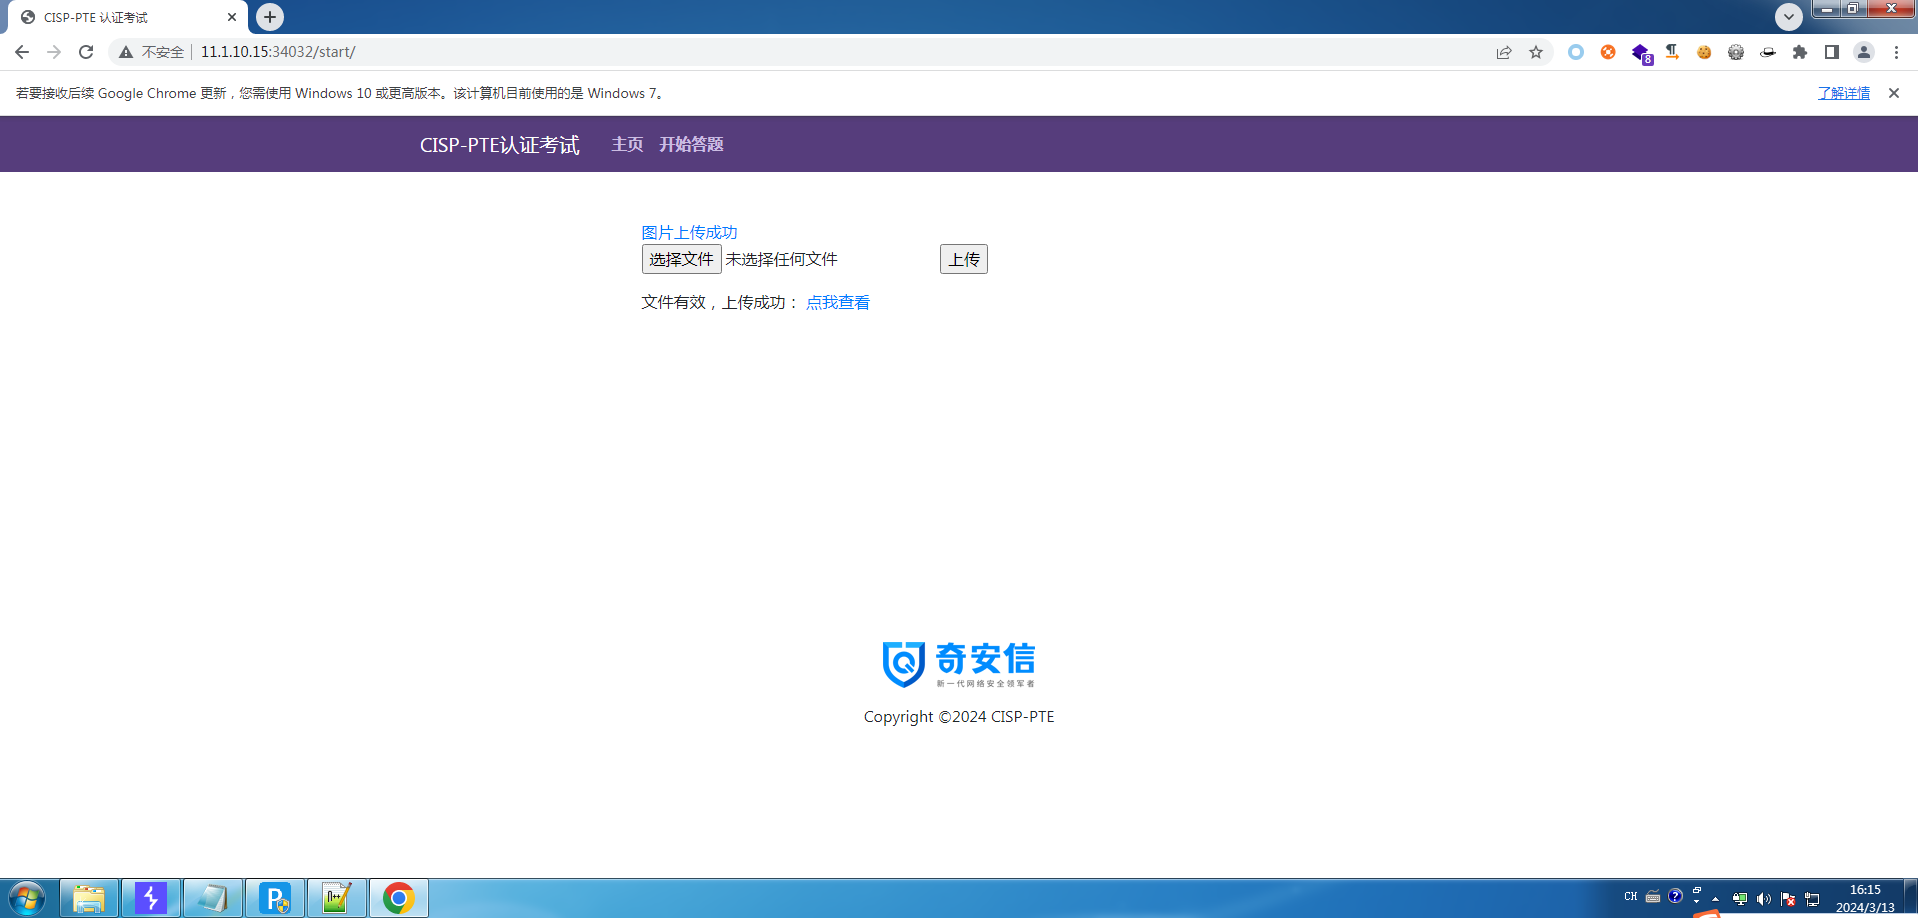 CISP-PTE 认证考试
不安全 11.1.10.15:34032/start/
8
若要接收后续 Google Chrome 更新，您需使用 Windows 10 或更高版本。该计算机目前使用的是 Windows 7。 了解详情
CISP-PTE认证考试 主页 开始答题
图片上传成功
选择文件 未选择任何文件 上传
文件有效，上传成功： 点我查看
奇安信
新一代网络安全领军者
Copyright ©2024 CISP-PTE
CH
16:15
2024/3/13